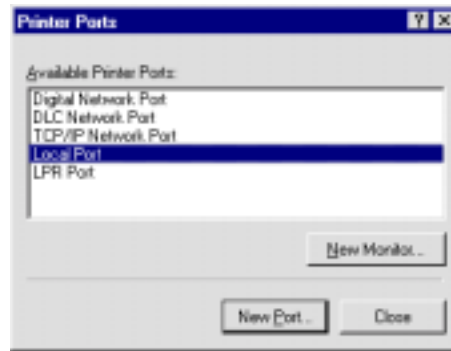 Printer Ports
Available Printer Ports:
Digital Network Port
DLC Network Port
TCP/IP Network Port
Local Port
LPR Port
New Monitor...
New Port...
Close